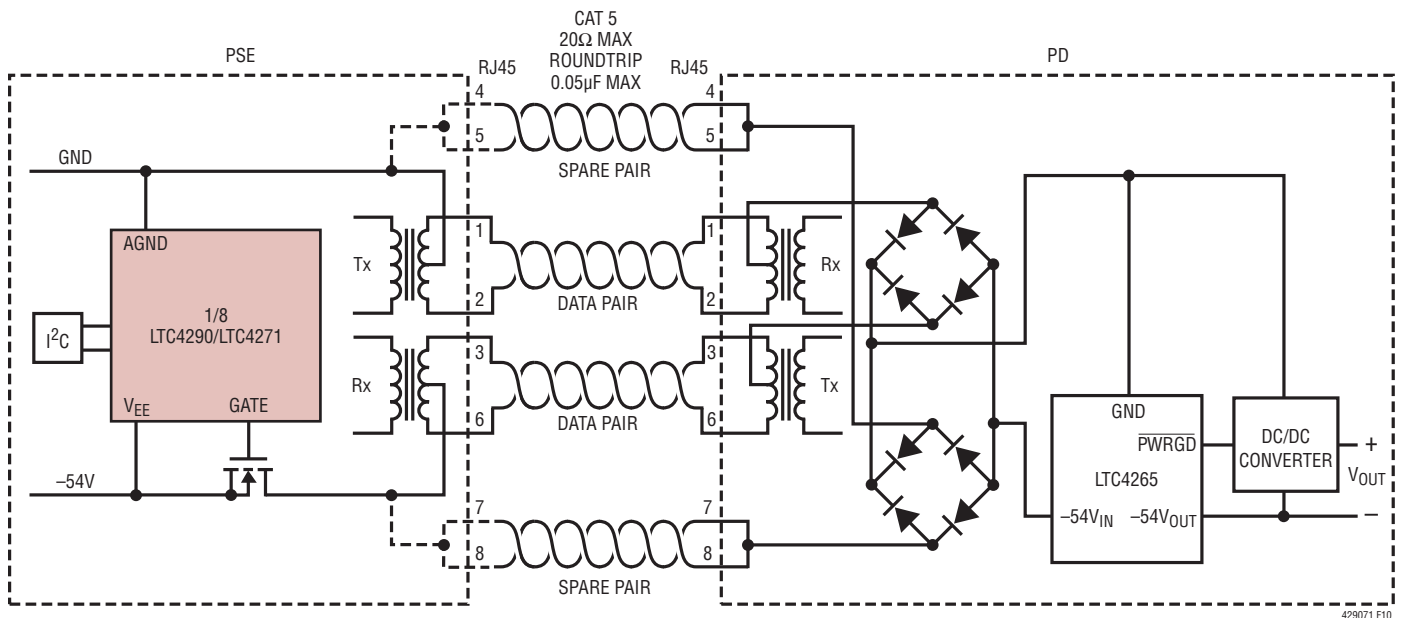 CAT 5
20Ω MAX
ROUNDTRIP
0.05μF MAX
PSE
RJ45
RJ45
PD
4
5
4
5
SPARE PAIR
GND
AGND
1/8
LTC4290/LTC4271
I²C
VEE
GATE
–54V
Tx
Rx
1
2
3
6
DATA PAIR
DATA PAIR
1
2
3
6
Rx
Tx
7
8
7
8
SPARE PAIR
GND
PWRGD
LTC4265
–54VIN
–54VOUT
DC/DC
CONVERTER
+
VOUT
–
429071 F10